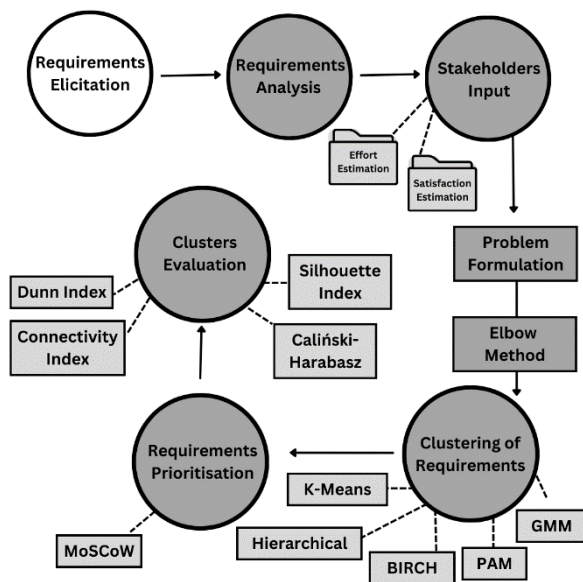 Requirements
Elicitation
Requirements
Analysis
Stakeholders
Input
Effort
Estimation
Satisfaction
Estimation
Problem
Formulation
Elbow
Method
Clustering of
Requirements
K-Means
Hierarchical
BIRCH
PAM
GMM
Requirements
Prioritisation
MoSCoW
Clusters
Evaluation
Dunn Index
Connectivity
Index
Silhouette
Index
Caliński-
Harabasz